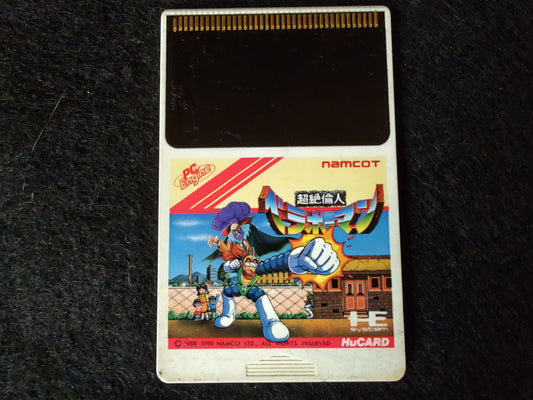 PC Engine
namcot
超絶倫人
ベラボーマン
© 1988 1990 NAMCO LTD., ALL RIGHTS RESERVED
HE system
HuCARD